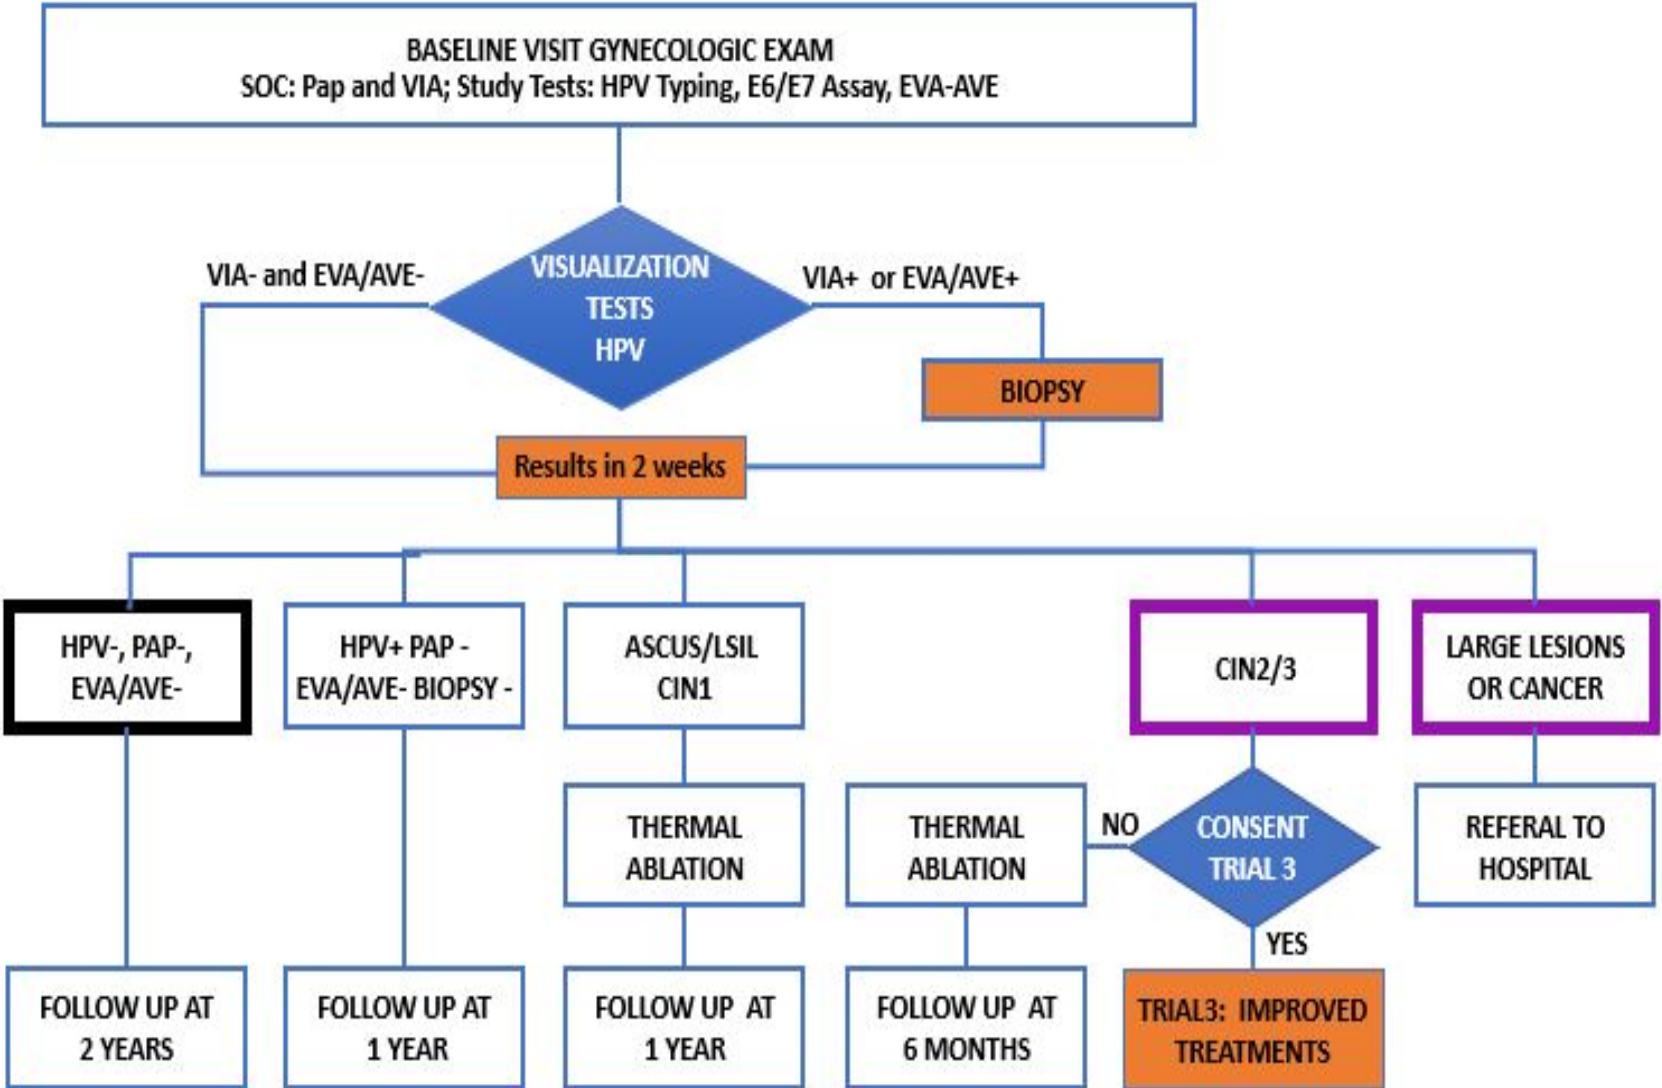 BASELINE VISIT GYNECOLOGIC EXAM
SOC: Pap and VIA; Study Tests: HPV Typing, E6/E7 Assay, EVA-AVE
VIA- and EVA/AVE-
VISUALIZATION
TESTS
HPV
VIA+ or EVA/AVE+
BIOPSY
Results in 2 weeks
HPV-, PAP-,
EVA/AVE-
HPV+ PAP -
EVA/AVE- BIOPSY -
ASCUS/LSIL
CIN1
CIN2/3
LARGE LESIONS
OR CANCER
THERMAL
ABLATION
THERMAL
ABLATION
NO
CONSENT
TRIAL 3
REFERAL TO
HOSPITAL
YES
FOLLOW UP AT
2 YEARS
FOLLOW UP AT
1 YEAR
FOLLOW UP AT
1 YEAR
FOLLOW UP AT
6 MONTHS
TRIAL3: IMPROVED
TREATMENTS